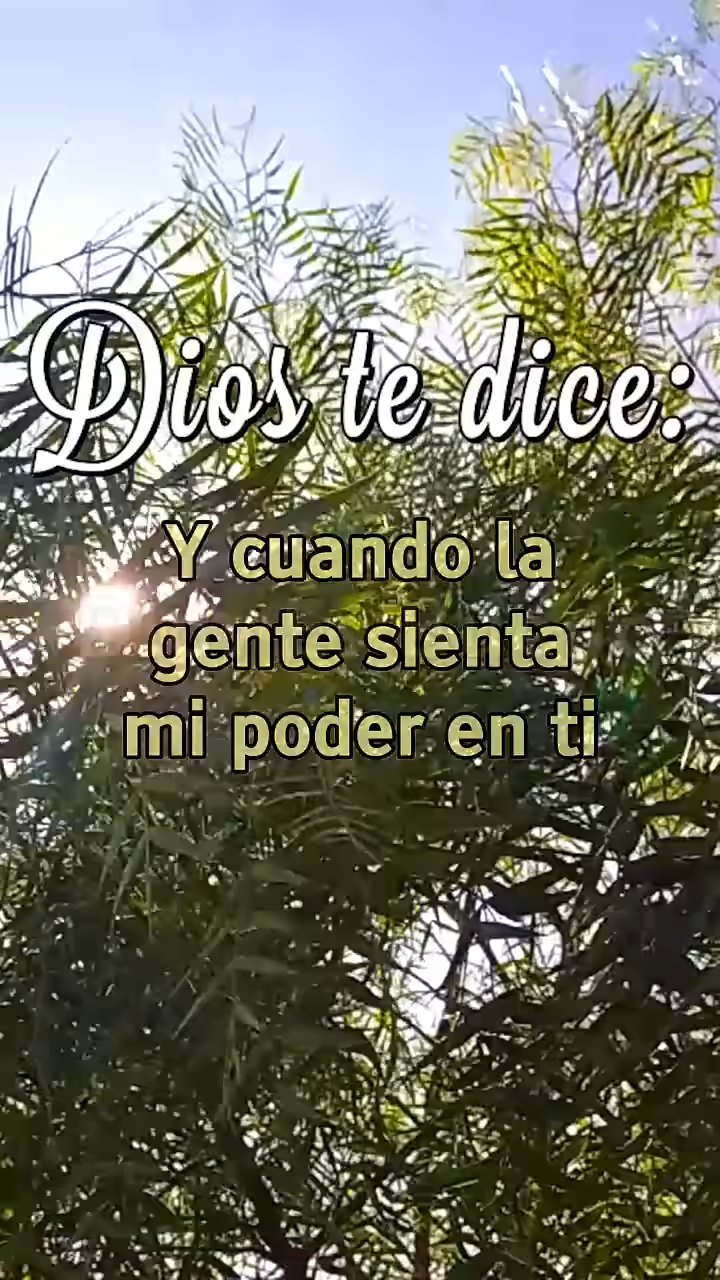 Dios te dice:
Y cuando la
gente sienta
mi poder en ti